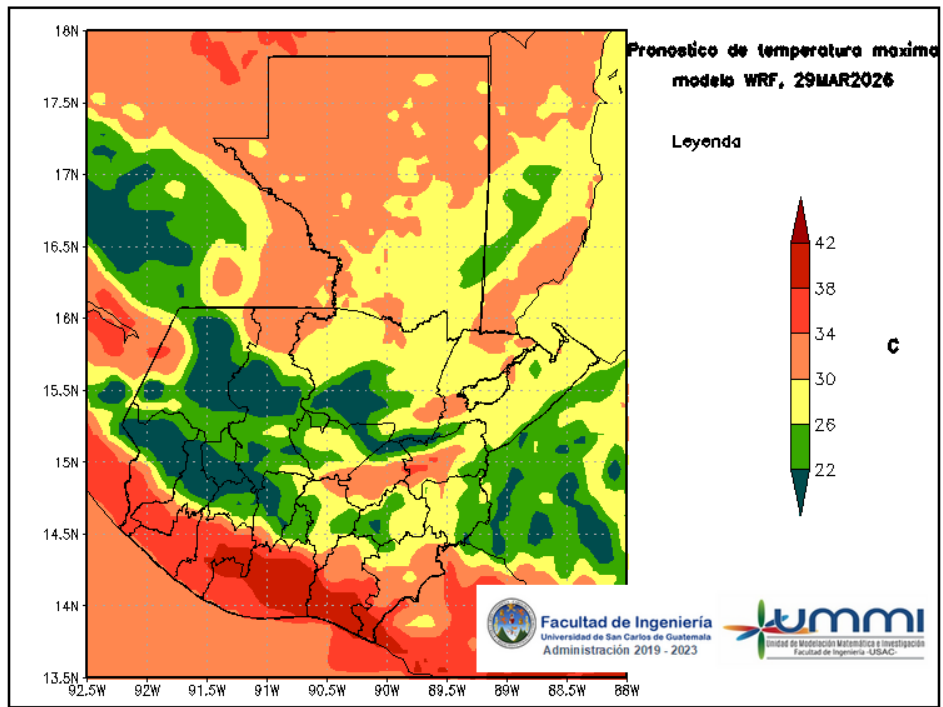 Pronostico de temperatura maxima
modelo WRF, 29MAR2026
Leyenda
42
38
34
30
26
22
C
18N
17.5N
17N
16.5N
16N
15.5N
15N
14.5N
14N
13.5N
92.5W
92W
91.5W
91W
90.5W
90W
89.5W
89W
88.5W
88W
Facultad de Ingeniería
Universidad de San Carlos de Guatemala
Administración 2019 - 2023
ummi
Unidad de Modelación Matemática e Investigación
Facultad de Ingeniería -USAC-